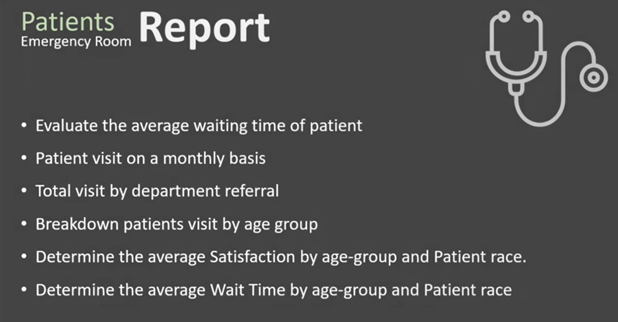 Patients
Emergency Room Report
• Evaluate the average waiting time of patient
• Patient visit on a monthly basis
• Total visit by department referral
• Breakdown patients visit by age group
• Determine the average Satisfaction by age-group and Patient race.
• Determine the average Wait Time by age-group and Patient race